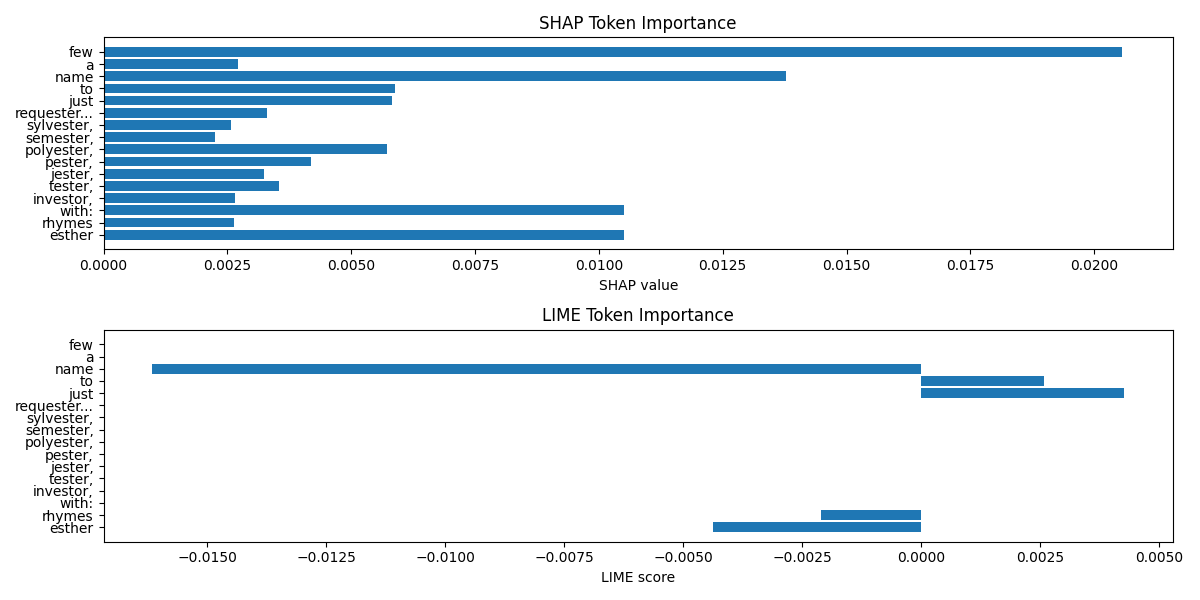 SHAP Token Importance
few
a
name
to
just
requester...
sylvester,
semester,
polyester,
pester,
jester,
tester,
investor,
with:
rhymes
esther
0.0000 0.0025 0.0050 0.0075 0.0100 0.0125 0.0150 0.0175 0.0200
SHAP value
LIME Token Importance
few
a
name
to
just
requester...
sylvester,
semester,
polyester,
pester,
jester,
tester,
investor,
with:
rhymes
esther
−0.0150 −0.0125 −0.0100 −0.0075 −0.0050 −0.0025 0.0000 0.0025 0.0050
LIME score